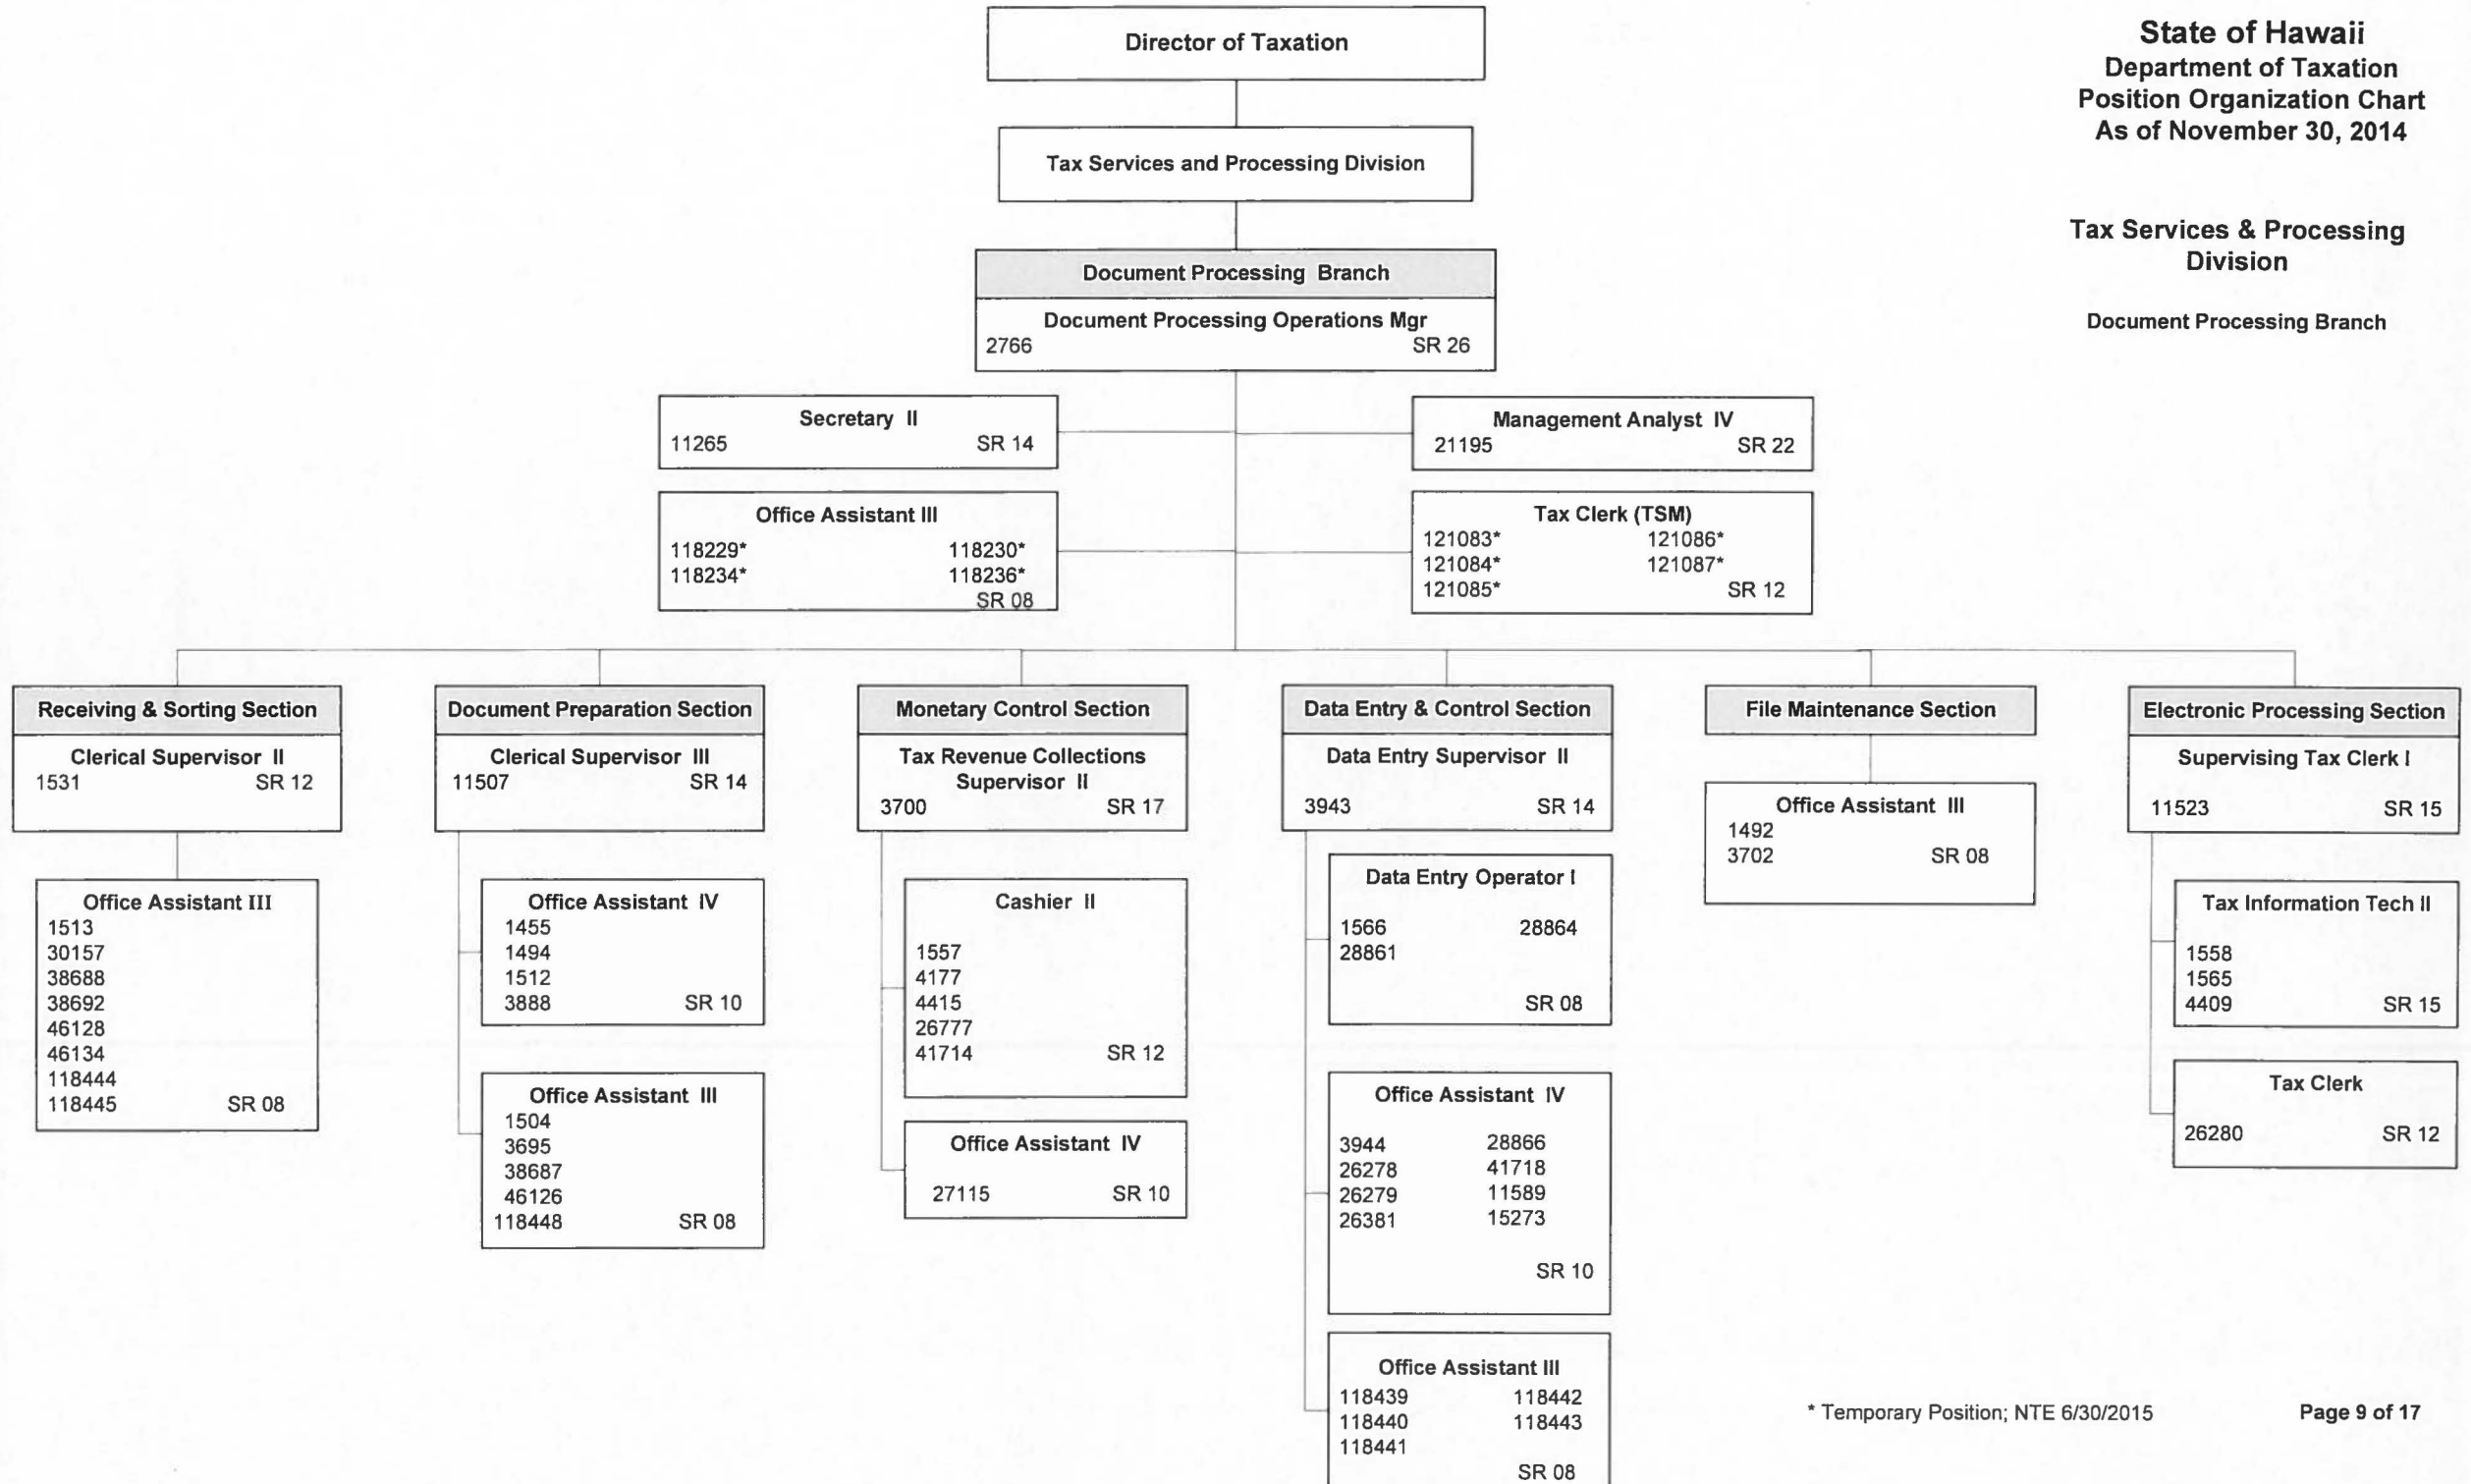 State of Hawaii
Department of Taxation
Position Organization Chart
As of November 30, 2014
Tax Services & Processing
Division
Document Processing Branch
Director of Taxation
Tax Services and Processing Division
Document Processing Branch
Document Processing Operations Mgr
2766 SR 26
Secretary II
11265 SR 14
Management Analyst IV
21195 SR 22
Office Assistant III
118229* 118230*
118234* 118236*
SR 08
Tax Clerk (TSM)
121083* 121086*
121084* 121087*
121085* SR 12
Receiving & Sorting Section
Clerical Supervisor II
1531 SR 12
Office Assistant III
1513
30157
38688
38692
46128
46134
118444
118445 SR 08
Document Preparation Section
Clerical Supervisor III
11507 SR 14
Office Assistant IV
1455
1494
1512
3888 SR 10
Office Assistant III
1504
3695
38687
46126
118448 SR 08
Monetary Control Section
Tax Revenue Collections
Supervisor II
3700 SR 17
Cashier II
1557
4177
4415
26777
41714 SR 12
Office Assistant IV
27115 SR 10
Data Entry & Control Section
Data Entry Supervisor II
3943 SR 14
Data Entry Operator I
1566 28864
28861
SR 08
Office Assistant IV
3944 28866
26278 41718
26279 11589
26381 15273
SR 10
Office Assistant III
118439 118442
118440 118443
118441
SR 08
File Maintenance Section
Office Assistant III
1492
3702 SR 08
Electronic Processing Section
Supervising Tax Clerk I
11523 SR 15
Tax Information Tech II
1558
1565
4409 SR 15
Tax Clerk
26280 SR 12
* Temporary Position; NTE 6/30/2015
Page 9 of 17